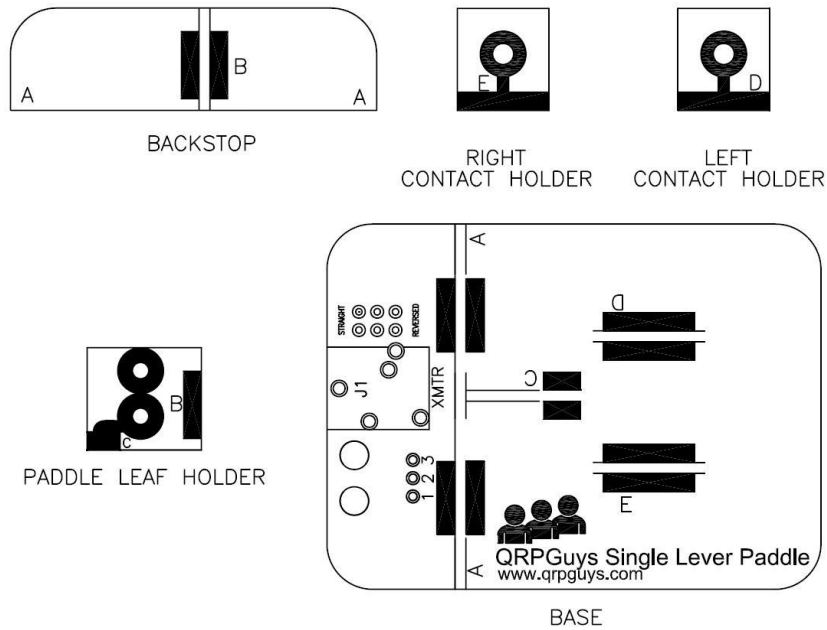 A
B
A
BACKSTOP
E
RIGHT
CONTACT HOLDER
D
LEFT
CONTACT HOLDER
B
C
PADDLE LEAF HOLDER
A
STRAIGHT
REVERSED
J1
XMTR
C
D
1 2 3
E
A
QRPGuys Single Lever Paddle
www.qrpguys.com
BASE